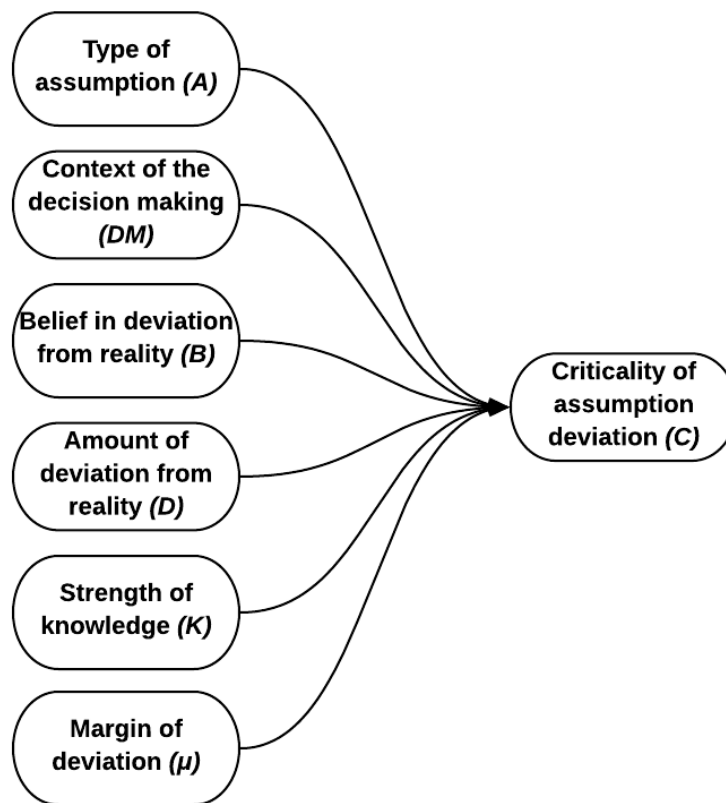 Type of
assumption (A)
Context of the
decision making
(DM)
Belief in deviation
from reality (B)
Amount of
deviation from
reality (D)
Strength of
knowledge (K)
Margin of
deviation (μ)
Criticality of
assumption
deviation (C)